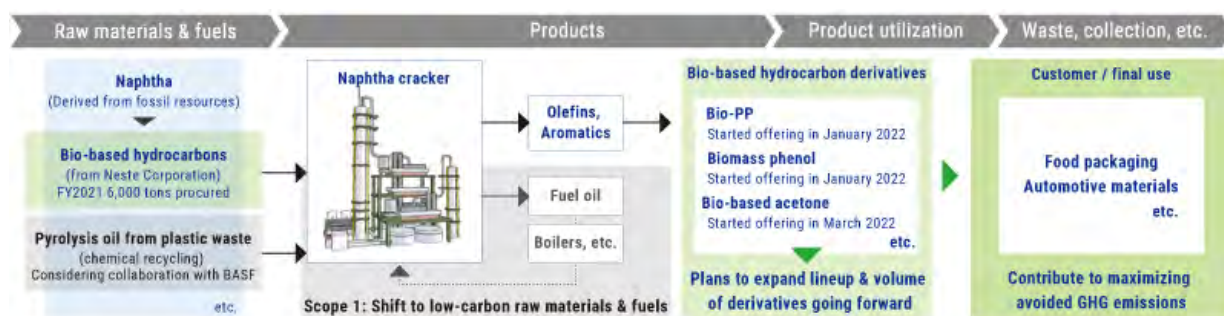 Raw materials & fuels
Products
Product utilization
Waste, collection, etc.
Naphtha
(Derived from fossil resources)
Bio-based hydrocarbons
(from Neste Corporation)
FY2021 6,000 tons procured
Pyrolysis oil from plastic waste
(chemical recycling)
Considering collaboration with BASF
etc.
Naphtha cracker
Olefins,
Aromatics
Fuel oil
Boilers, etc.
Scope 1: Shift to low-carbon raw materials & fuels
Bio-based hydrocarbon derivatives
Bio-PP
Started offering in January 2022
Biomass phenol
Started offering in January 2022
Bio-based acetone
Started offering in March 2022
etc.
Plans to expand lineup & volume
of derivatives going forward
Customer / final use
Food packaging
Automotive materials
etc.
Contribute to maximizing
avoided GHG emissions